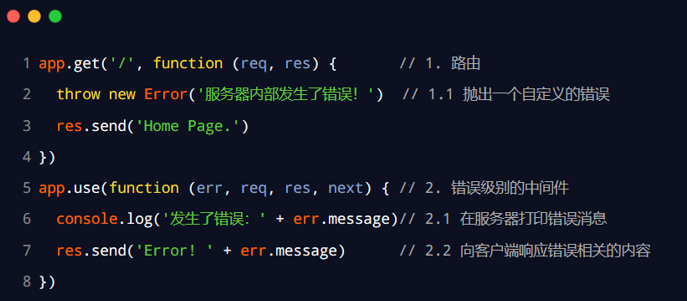 1 app.get('/', function (req, res) {       // 1. 路由
2   throw new Error('服务器内部发生了错误！')  // 1.1 抛出一个自定义的错误
3   res.send('Home Page.')
4 })
5 app.use(function (err, req, res, next) { // 2. 错误级别的中间件
6   console.log('发生了错误：' + err.message)// 2.1 在服务器打印错误消息
7   res.send('Error! ' + err.message)      // 2.2 向客户端响应错误相关的内容
8 })